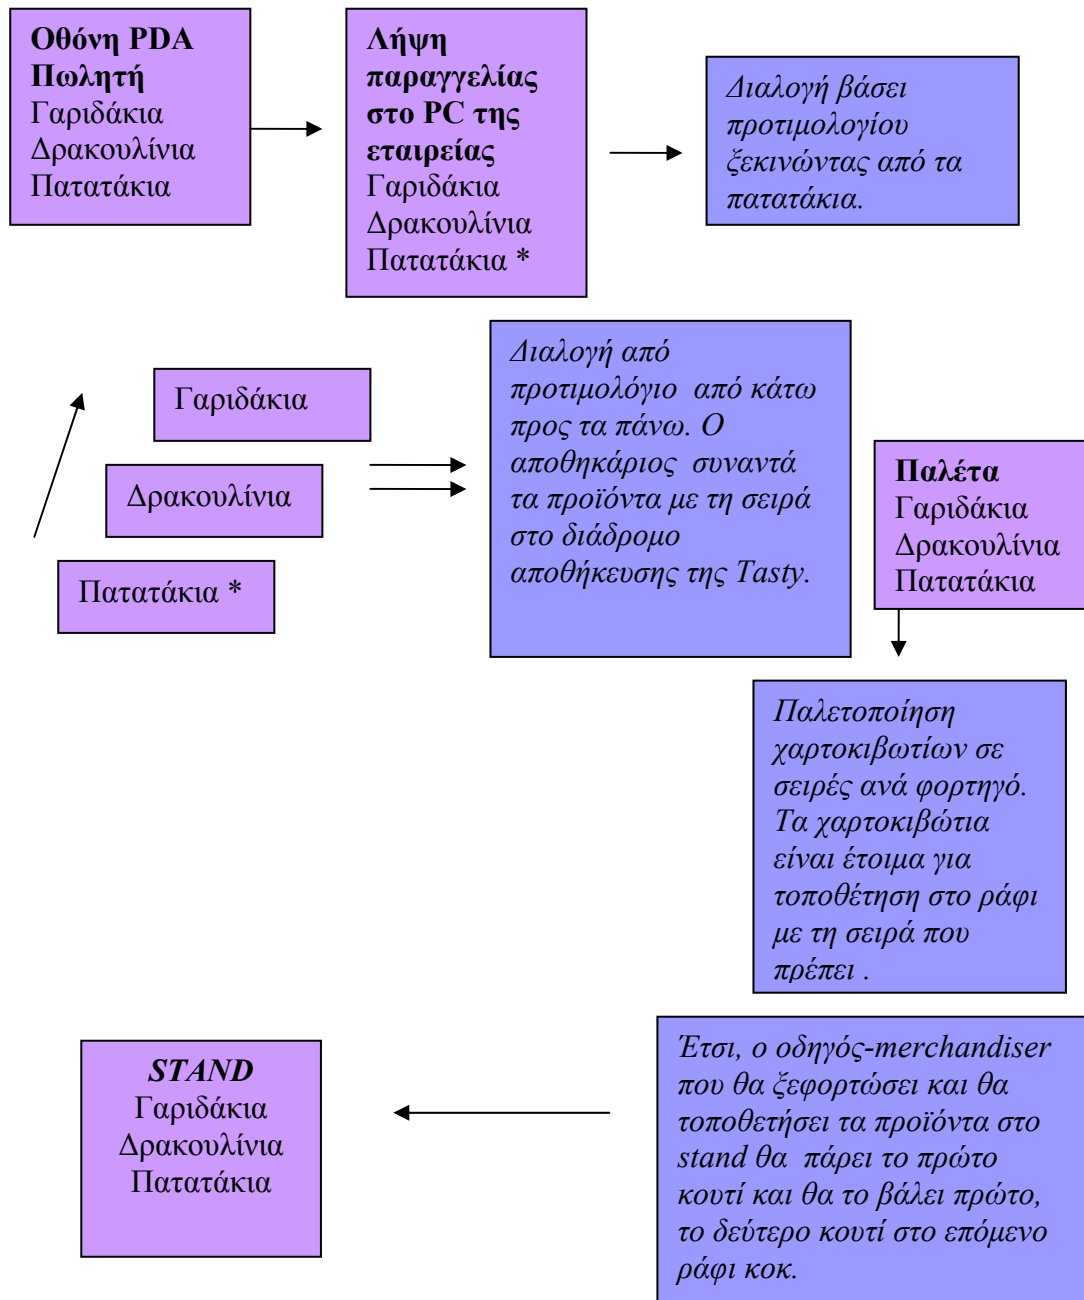 Οθόνη PDA
Πωλητή
Γαριδάκια
Δρακουλίνια
Πατατάκια
Λήψη
παραγγελίας
στο PC της
εταιρείας
Γαριδάκια
Δρακουλίνια
Πατατάκια *
Διαλογή βάσει
προτιμολογίου
ξεκινώντας από τα
πατατάκια.
Γαριδάκια
Δρακουλίνια
Πατατάκια *
Διαλογή από
προτιμολόγιο από κάτω
προς τα πάνω. Ο
αποθηκάριος συναντά
τα προϊόντα με τη σειρά
στο διάδρομο
αποθήκευσης της Tasty.
Παλέτα
Γαριδάκια
Δρακουλίνια
Πατατάκια
Παλετοποίηση
χαρτοκιβωτίων σε
σειρές ανά φορτηγό.
Τα χαρτοκιβώτια
είναι έτοιμα για
τοποθέτηση στο ράφι
με τη σειρά που
πρέπει .
STAND
Γαριδάκια
Δρακουλίνια
Πατατάκια
Έτσι, ο οδηγός-merchandiser
που θα ξεφορτώσει και θα
τοποθετήσει τα προϊόντα στο
stand θα πάρει το πρώτο
κουτί και θα το βάλει πρώτο,
το δεύτερο κουτί στο επόμενο
ράφι κοκ.